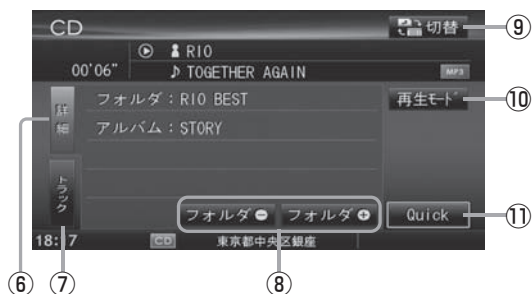 CD 切替 ⑨
RIO
00'06" ♪ TOGETHER AGAIN MP3
詳細 フォルダ：RIO BEST 再生モード ⑩
アルバム：STORY
トラック
フォルダ⊖ フォルダ⊕ Quick ⑪
CD 東京都中央区銀座
⑥ ⑦ ⑧